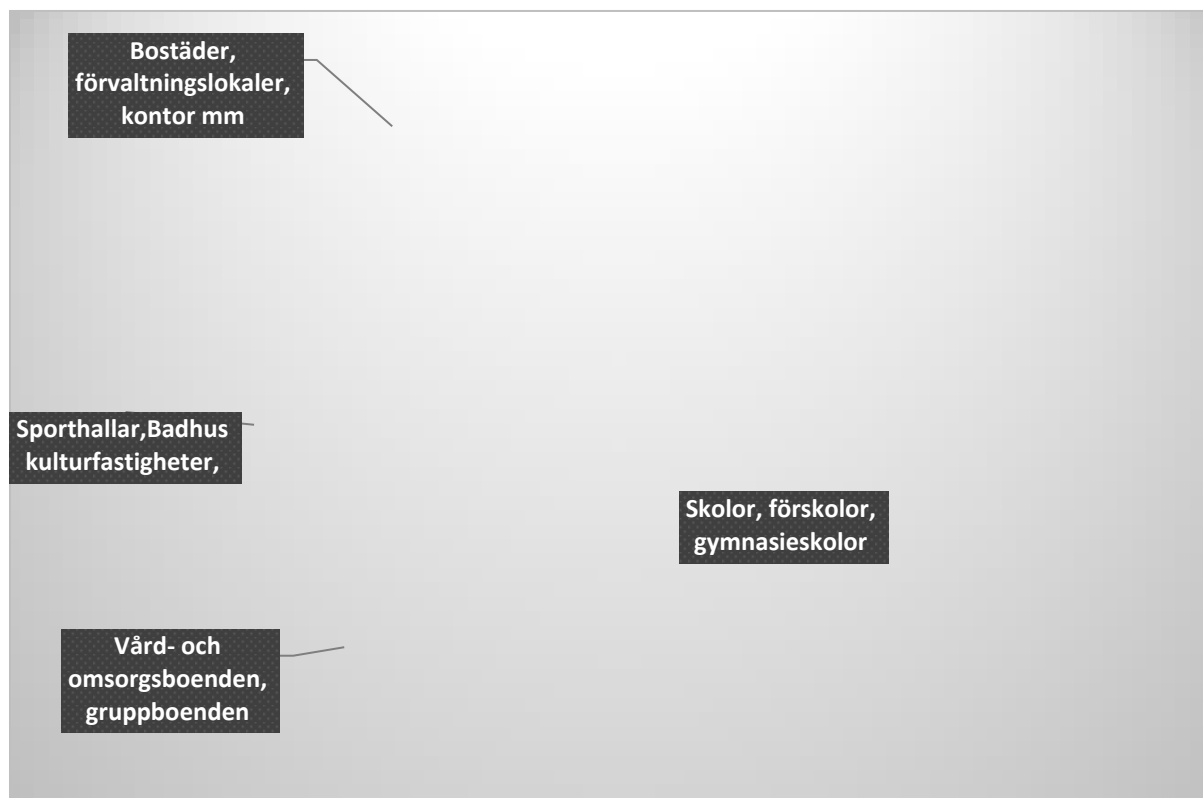 Bostäder,
förvaltningslokaler,
kontor mm
Sporthallar,Badhus
kulturfastigheter,
Skolor, förskolor,
gymnasieskolor
Vård- och
omsorgsboenden,
gruppboenden